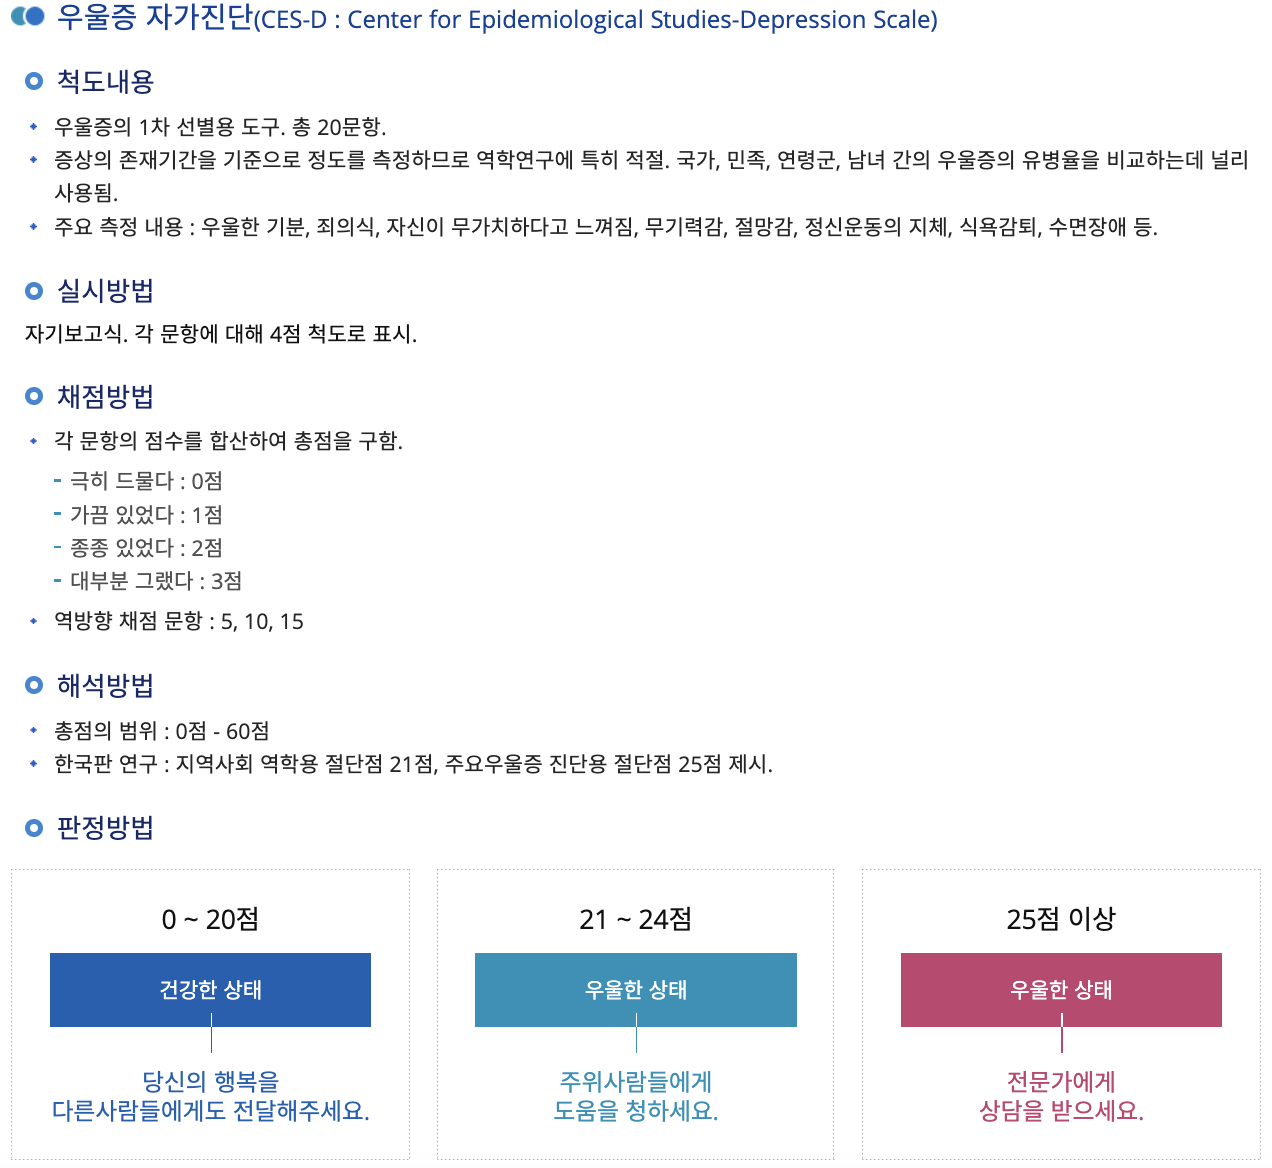 우울증 자가진단(CES-D : Center for Epidemiological Studies-Depression Scale)
척도내용
우울증의 1차 선별용 도구. 총 20문항.
증상의 존재기간을 기준으로 정도를 측정하므로 역학연구에 특히 적절. 국가, 민족, 연령군, 남녀 간의 우울증의 유병율을 비교하는데 널리
사용됨.
주요 측정 내용 : 우울한 기분, 죄의식, 자신이 무가치하다고 느껴짐, 무기력감, 절망감, 정신운동의 지체, 식욕감퇴, 수면장애 등.
실시방법
자기보고식. 각 문항에 대해 4점 척도로 표시.
채점방법
각 문항의 점수를 합산하여 총점을 구함.
- 극히 드물다 : 0점
- 가끔 있었다 : 1점
- 종종 있었다 : 2점
- 대부분 그랬다 : 3점
역방향 채점 문항 : 5, 10, 15
해석방법
총점의 범위 : 0점 - 60점
한국판 연구 : 지역사회 역학용 절단점 21점, 주요우울증 진단용 절단점 25점 제시.
판정방법
0 ~ 20점
건강한 상태
당신의 행복을
다른사람들에게도 전달해주세요.
21 ~ 24점
우울한 상태
주위사람들에게
도움을 청하세요.
25점 이상
우울한 상태
전문가에게
상담을 받으세요.